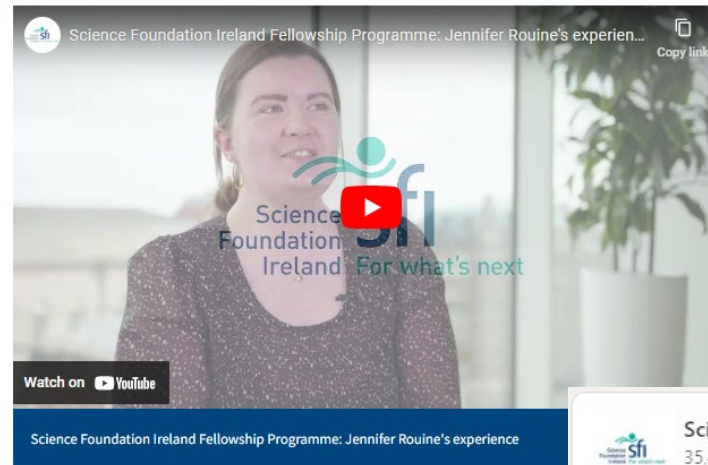 sfi
Science Foundation Ireland Fellowship Programme: Jennifer Rouine's experien...
Copy link
Science
Foundation
Ireland
sfi
For what's next
Watch on YouTube
Science Foundation Ireland Fellowship Programme: Jennifer Rouine's experience
sfi
Sci
35.